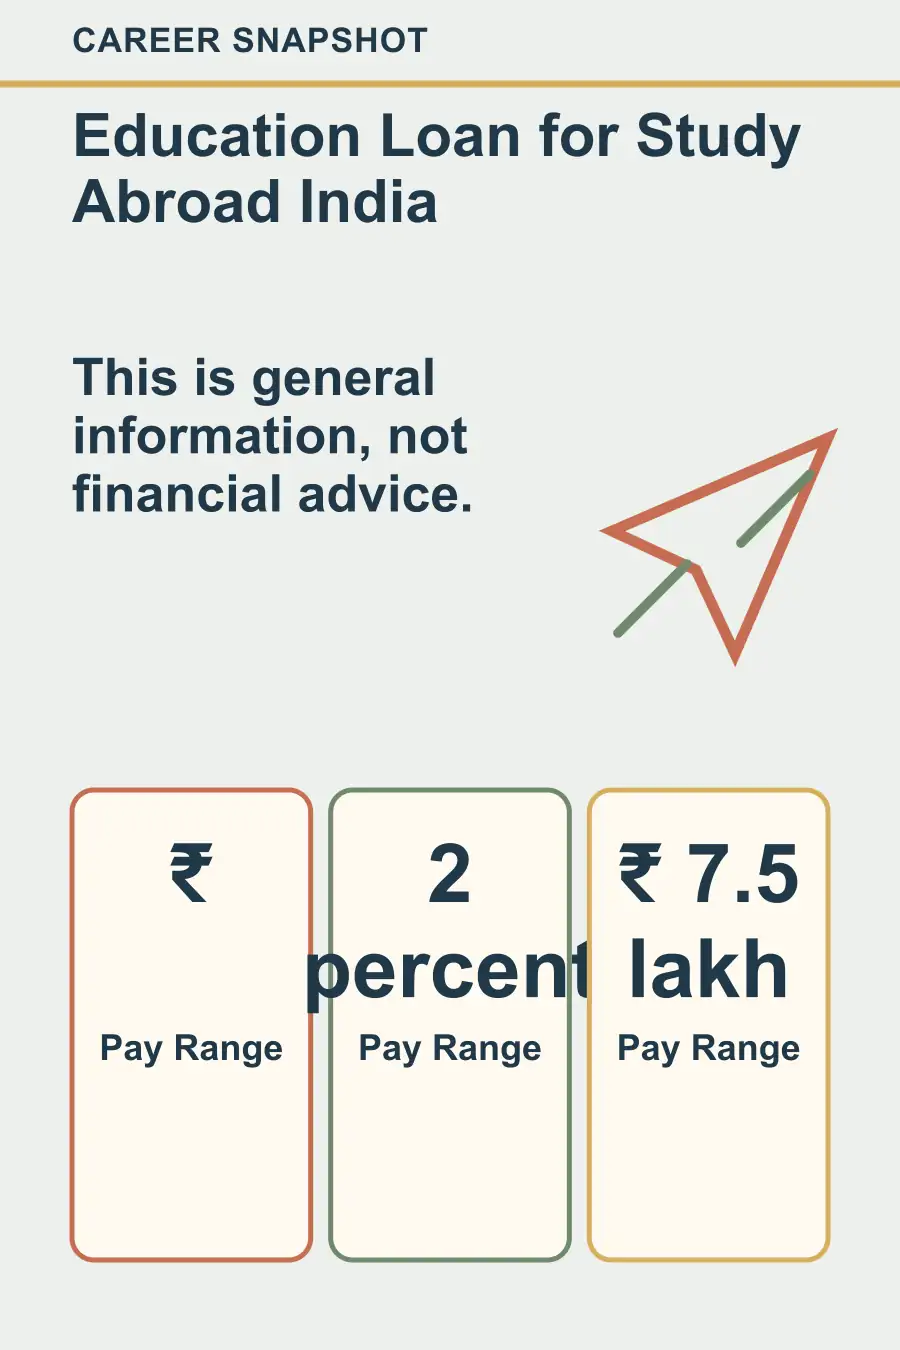 CAREER SNAPSHOT
Education Loan for Study
Abroad India
This is general
information, not
financial advice.
₹
Pay Range
2
percent
Pay Range
₹ 7.5
lakh
Pay Range